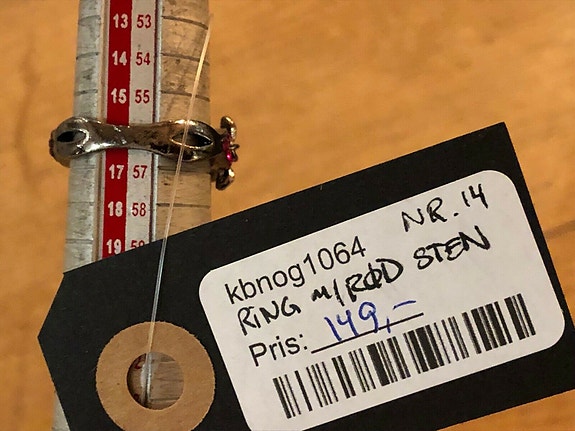 13 53
14 54
15 55
17 57
18 58
19
NR. 14
kbnog1064
RING m/RØD STEN
Pris: 149,-